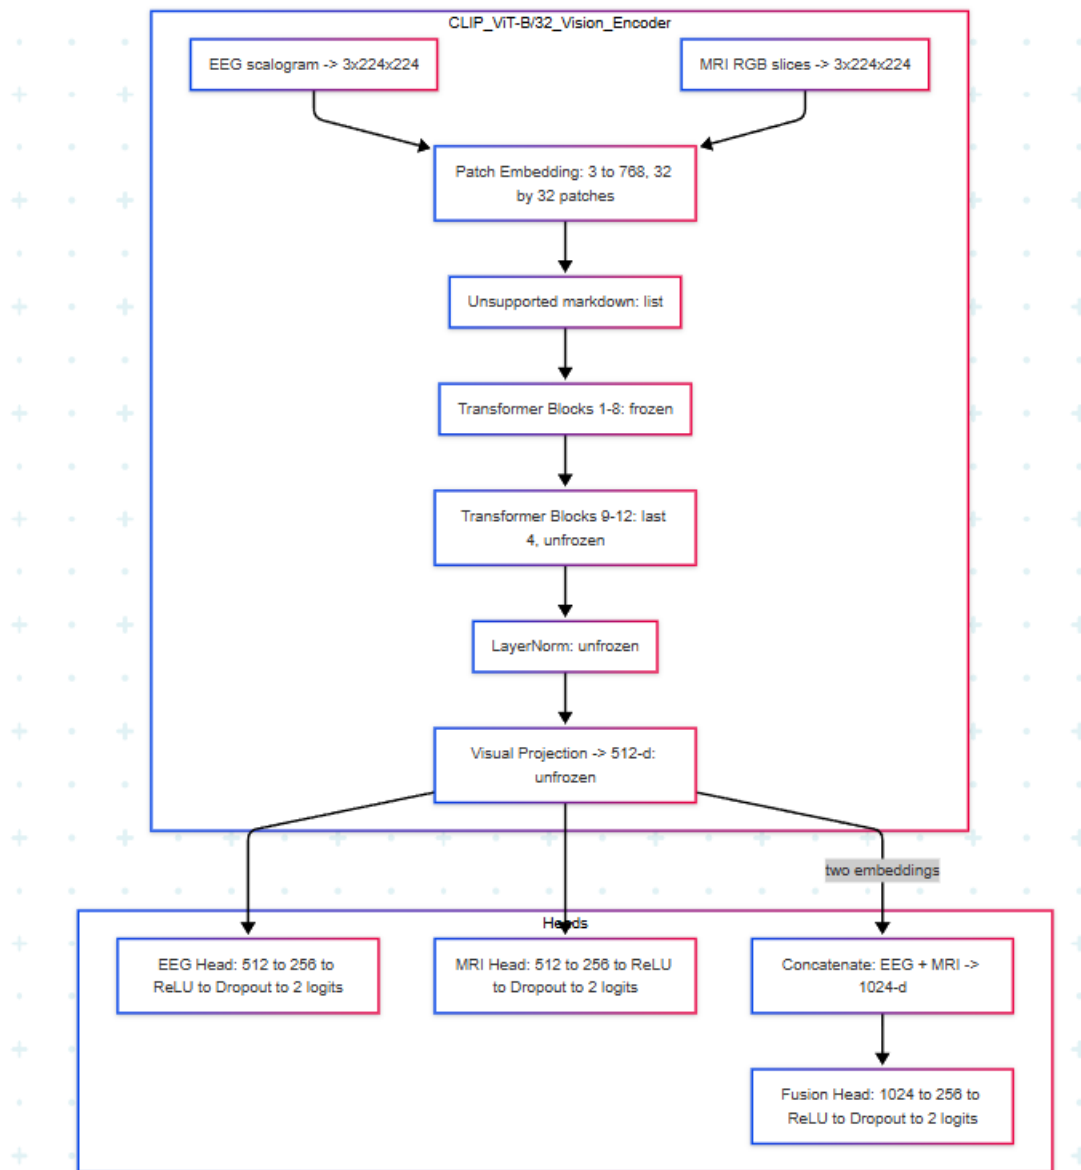 CLIP_ViT-B/32_Vision_Encoder
EEG scalogram -> 3x224x224
MRI RGB slices -> 3x224x224
Patch Embedding: 3 to 768, 32
by 32 patches
Unsupported markdown: list
Transformer Blocks 1-8: frozen
Transformer Blocks 9-12: last
4, unfrozen
LayerNorm: unfrozen
Visual Projection -> 512-d:
unfrozen
two embeddings
Heads
EEG Head: 512 to 256 to
ReLU to Dropout to 2 logits
MRI Head: 512 to 256 to ReLU
to Dropout to 2 logits
Concatenate: EEG + MRI ->
1024-d
Fusion Head: 1024 to 256 to
ReLU to Dropout to 2 logits